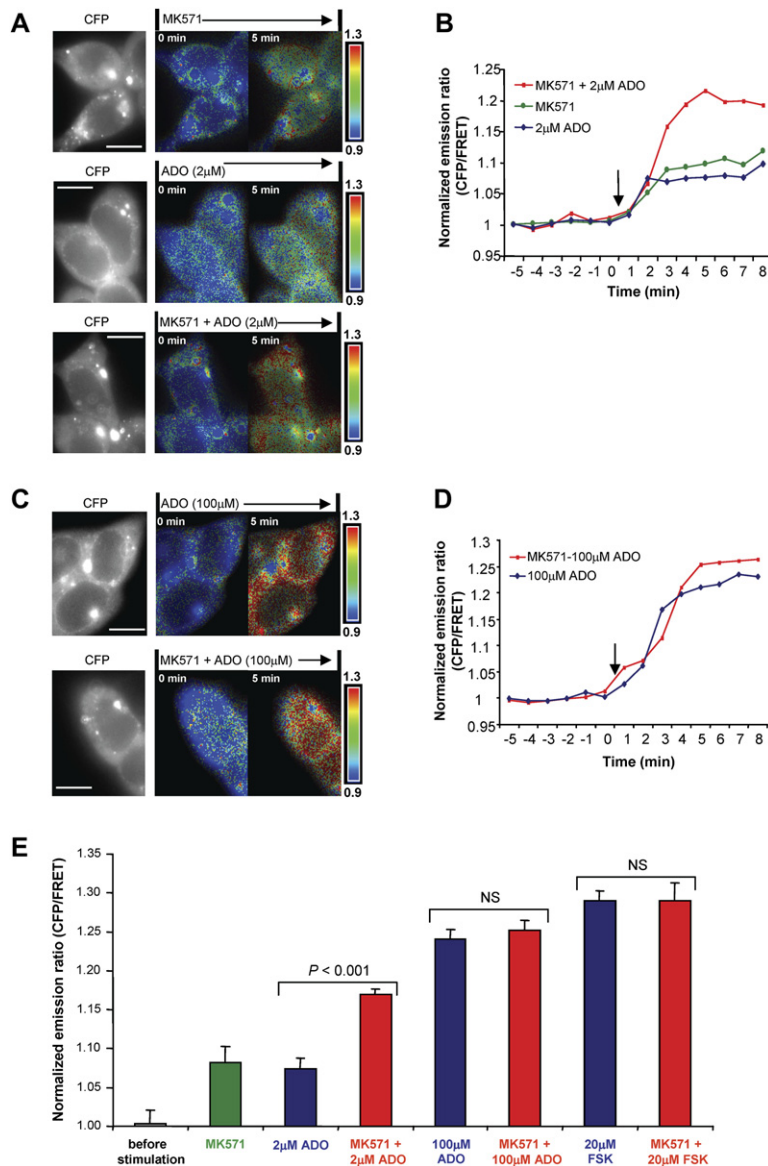 A
CFP
MK571
0 min
5 min
1.3
0.9
CFP
ADO (2μM)
0 min
5 min
1.3
0.9
CFP
MK571 + ADO (2μM)
0 min
5 min
1.3
0.9
B
Normalized emission ratio
(CFP/FRET)
1.25
1.20
1.15
1.1
1.05
1
0.95
MK571 + 2μM ADO
MK571
2μM ADO
-5 -4 -3 -2 -1 0 1 2 3 4 5 6 7 8
Time (min)
C
CFP
ADO (100μM)
0 min
5 min
1.3
0.9
CFP
MK571 + ADO (100μM)
0 min
5 min
1.3
0.9
D
Normalized emission ratio
(CFP/FRET)
1.3
1.25
1.2
1.15
1.1
1.05
1
0.95
MK571-100μM ADO
100μM ADO
-5 -4 -3 -2 -1 0 1 2 3 4 5 6 7 8
Time (min)
E
Normalized emission ratio (CFP/FRET)
1.35
1.30
1.25
1.20
1.15
1.10
1.05
1.00
P < 0.001
NS
NS
before
stimulation
MK571
2μM ADO
MK571 +
2μM ADO
100μM
ADO
MK571 +
100μM ADO
20μM
FSK
MK571 +
20μM FSK